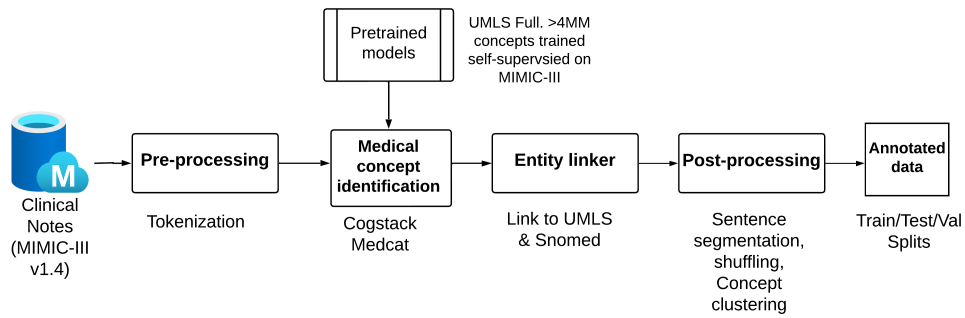 Pretrained
models
UMLS Full. >4MM
concepts trained
self-supervsied on
MIMIC-III
M
Clinical
Notes
(MIMIC-III
v1.4)
Pre-processing
Tokenization
Medical
concept
identification
Cogstack
Medcat
Entity linker
Link to UMLS
& Snomed
Post-processing
Sentence
segmentation,
shuffling,
Concept
clustering
Annotated
data
Train/Test/Val
Splits